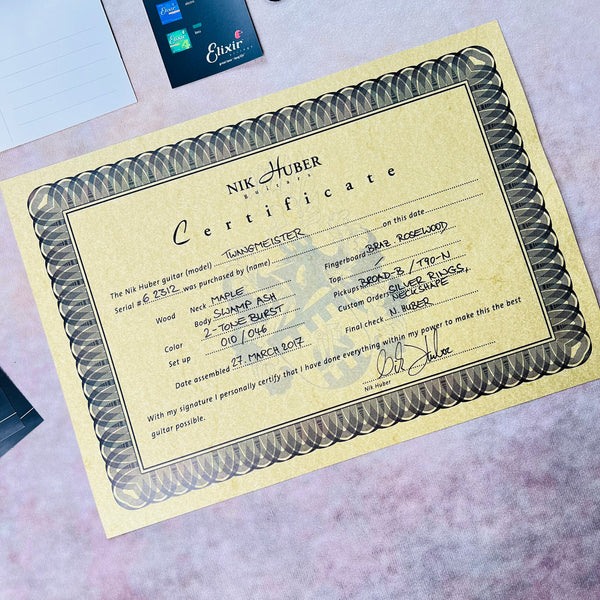 Elixir
NIK HUBER
Guitars
Certificate
The Nik Huber guitar (model) TWANGMEISTER
Serial # 6 2312 was purchased by (name) on this date
Wood Neck MAPLE Fingerboard BRAZ. ROSEWOOD
Body SWAMP ASH Top /
Color 2-TONE BURST Pickups BROAD-B. / T90-N
Set up 010/046 Custom Orders SILVER RINGS,
NECKSHAPE
Date assembled 27. MARCH 2017 Final check N. HUBER
With my signature I personally certify that I have done everything within my power to make this the best
guitar possible.
Nik Huber